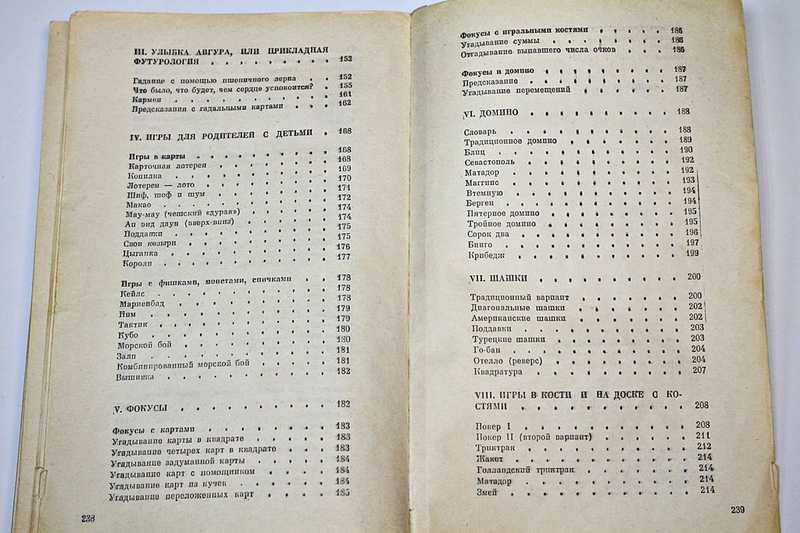 III. УЛЫБКА АВГУРА, ИЛИ ПРИКЛАДНАЯ
ФУТУРОЛОГИЯ . . . . . . . . . 152
Гадание с помощью пшеничного зерна . . 152
Что было, что будет, чем сердце успокоится? . 155
Кармен . . . . . . . . . . 161
Предсказания с гадальными картами . . . 162
IV. ИГРЫ ДЛЯ РОДИТЕЛЕЙ С ДЕТЬМИ . 168
Игры в карты . . . . . . . . . 168
Карточная лотерея . . . . . . . 168
Копилка . . . . . . . . . . 169
Лотерея — лото . . . . . . . . 170
Шиф, шоф и шум . . . . . . . 171
Макао . . . . . . . . . . 172
Мау-мау (чешский «дурак») . . . . . 174
Ап энд даун (вверх-вниз) . . . . . 174
Поддашки . . . . . . . . . 175
Свои козыри . . . . . . . . . 175
Цыганка . . . . . . . . . . 176
Короли . . . . . . . . . . 177
Игры с фишками, монетами, спичками . . 178
Кейлс . . . . . . . . . . 178
Мариенбад . . . . . . . . . 178
Ним . . . . . . . . . . . 179
Тактик . . . . . . . . . . 179
Кубо . . . . . . . . . . 180
Морской бой . . . . . . . . . 180
Залп . . . . . . . . . . 181
Комбинированный морской бой . . . . 181
Вышивка . . . . . . . . . . 182
V. ФОКУСЫ . . . . . . . . . . 182
Фокусы с картами . . . . . . . . 183
Угадывание карты в квадрате . . . . 183
Угадывание четырех карт в квадрате . . . 183
Угадывание задуманной карты . . . . 184
Угадывание карт с помощником . . . . 184
Угадывание карт из кучек . . . . . 184
Угадывание переложенных карт . . . . 185
238
Фокусы с игральными костями . . . . 186
Угадывание суммы . . . . . . . 186
Отгадывание выпавшего числа очков . . . 186
Фокусы и домино . . . . . . . . 187
Предсказание . . . . . . . . 187
Угадывание перемещений . . . . . 187
VI. ДОМИНО . . . . . . . . . 188
Словарь . . . . . . . . . . 188
Традиционное домино . . . . . . 189
Блиц . . . . . . . . . . 190
Севастополь . . . . . . . . . 192
Матадор . . . . . . . . . . 192
Маггинс . . . . . . . . . . 193
Втемную . . . . . . . . . . 194
Берген . . . . . . . . . . 194
Пятерное домино . . . . . . . . 195
Тройное домино . . . . . . . . 195
Сорок два . . . . . . . . . 196
Бинго . . . . . . . . . . 197
Крибедж . . . . . . . . . . 199
VII. ШАШКИ . . . . . . . . . 200
Традиционный вариант . . . . . . 200
Диагональные шашки . . . . . . 202
Американские шашки . . . . . . 202
Поддавки . . . . . . . . . 203
Турецкие шашки . . . . . . . . 203
Го-бан . . . . . . . . . . 204
Отелло (реверс) . . . . . . . . 204
Квадратура . . . . . . . . . 207
VIII. ИГРЫ В КОСТИ И НА ДОСКЕ С КО-
СТЯМИ . . . . . . . . . . 208
Покер I . . . . . . . . . . 208
Покер II (второй вариант) . . . . . 211
Триктрак . . . . . . . . . 212
Жакет . . . . . . . . . . 214
Голландский триктрак . . . . . . 214
Матадор . . . . . . . . . . 214
Змей . . . . . . . . . . 214
239